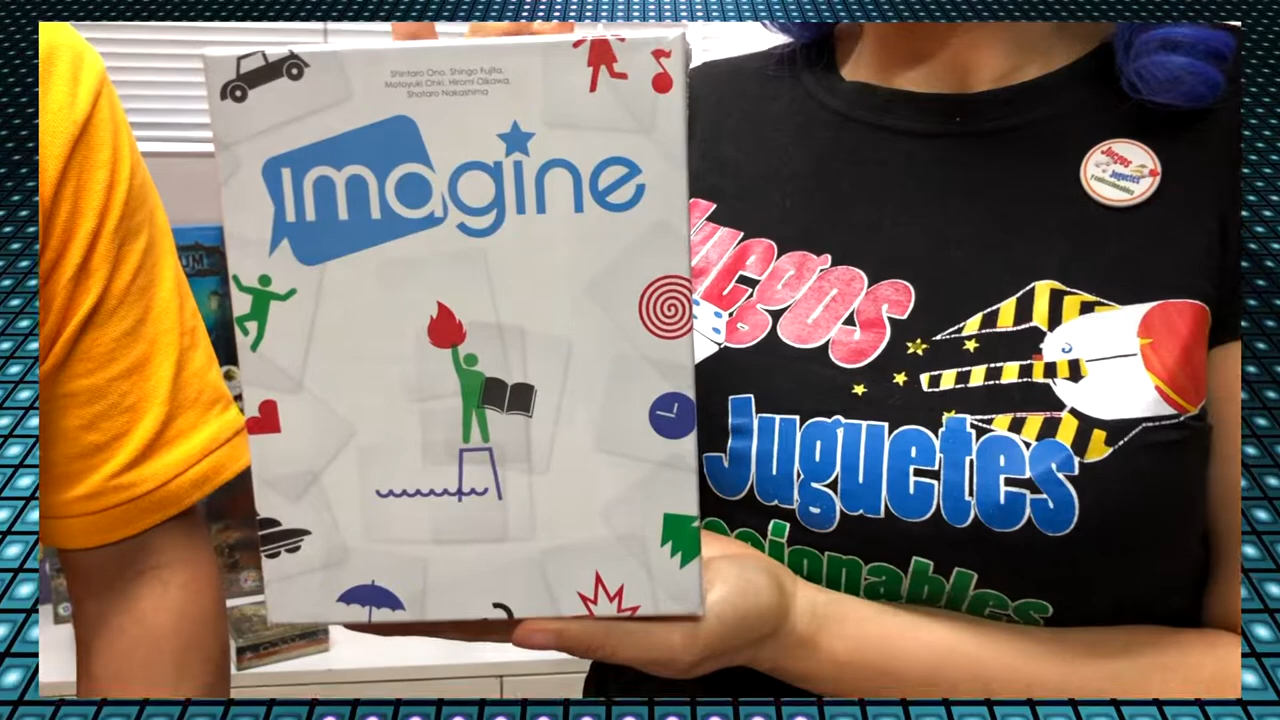 Shintaro Ono, Shingo Fujita,
Motoyuki Ohki, Hiromi Oikawa,
Shotaro Nakashima
imagine
Juegos
Juguetes
Juegos
Juguetes